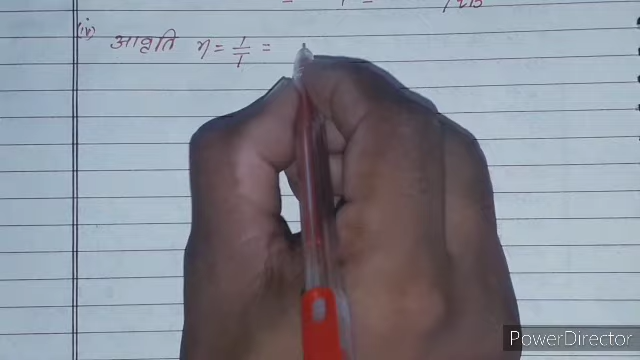 (iv) आवृति n = 1/T =
PowerDirector